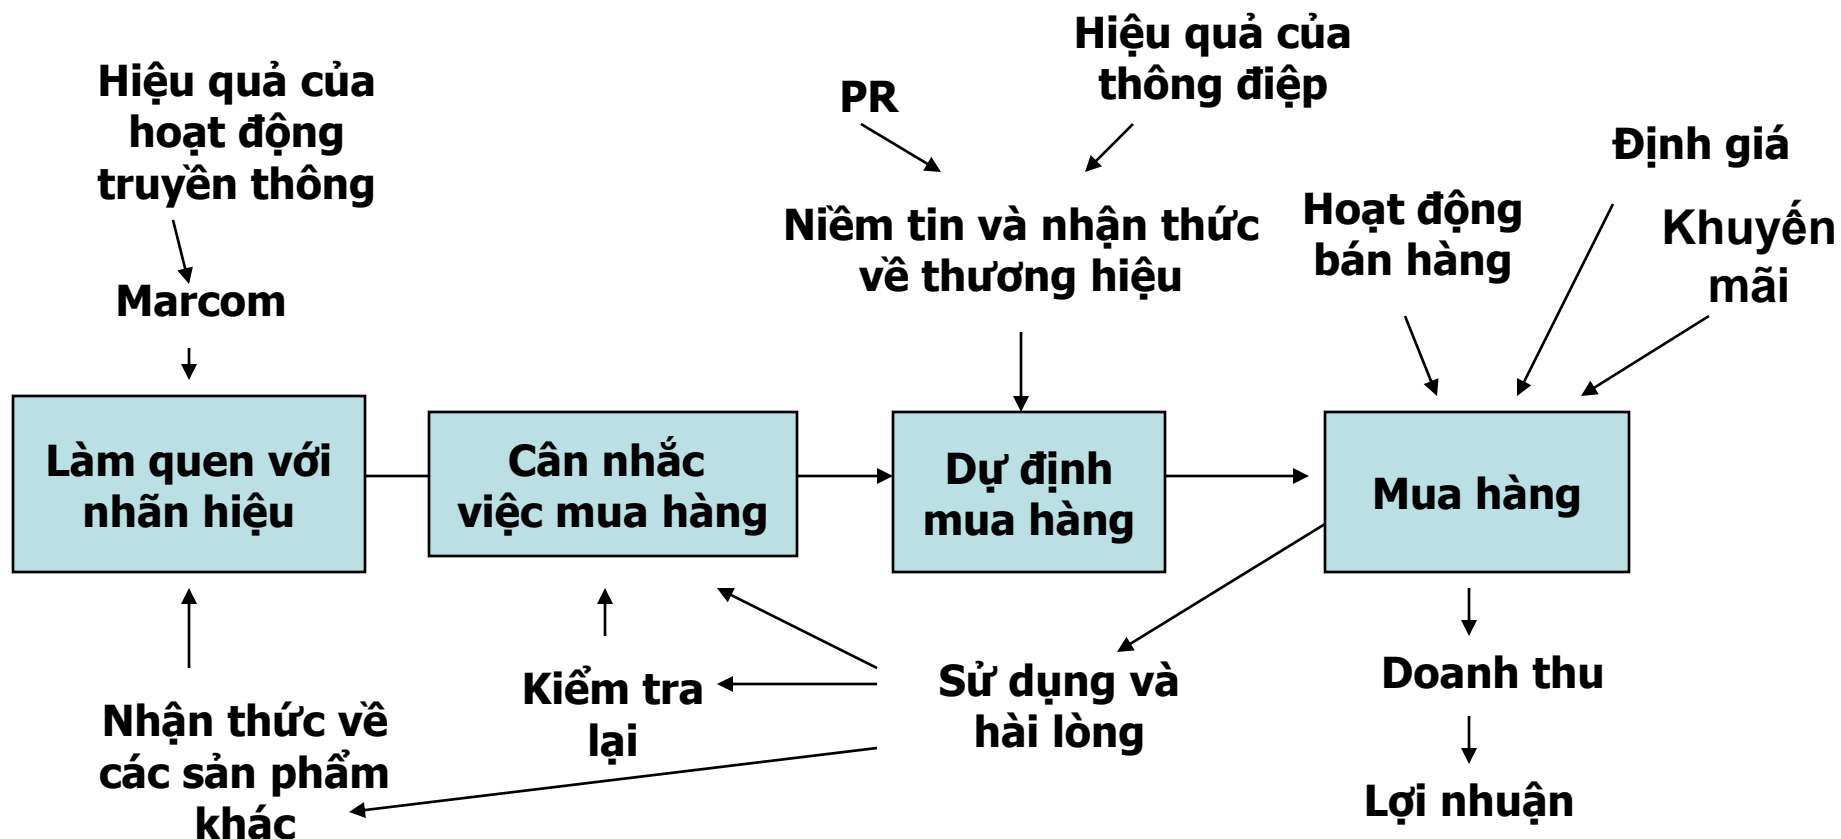 Hiệu quả của
hoạt động
truyền thông
Marcom
PR
Hiệu quả của
thông điệp
Niềm tin và nhận thức
về thương hiệu
Hoạt động
bán hàng
Định giá
Khuyến
mãi
Làm quen với
nhãn hiệu
Cân nhắc
việc mua hàng
Dự định
mua hàng
Mua hàng
Nhận thức về
các sản phẩm
khác
Kiểm tra
lại
Sử dụng và
hài lòng
Doanh thu
Lợi nhuận